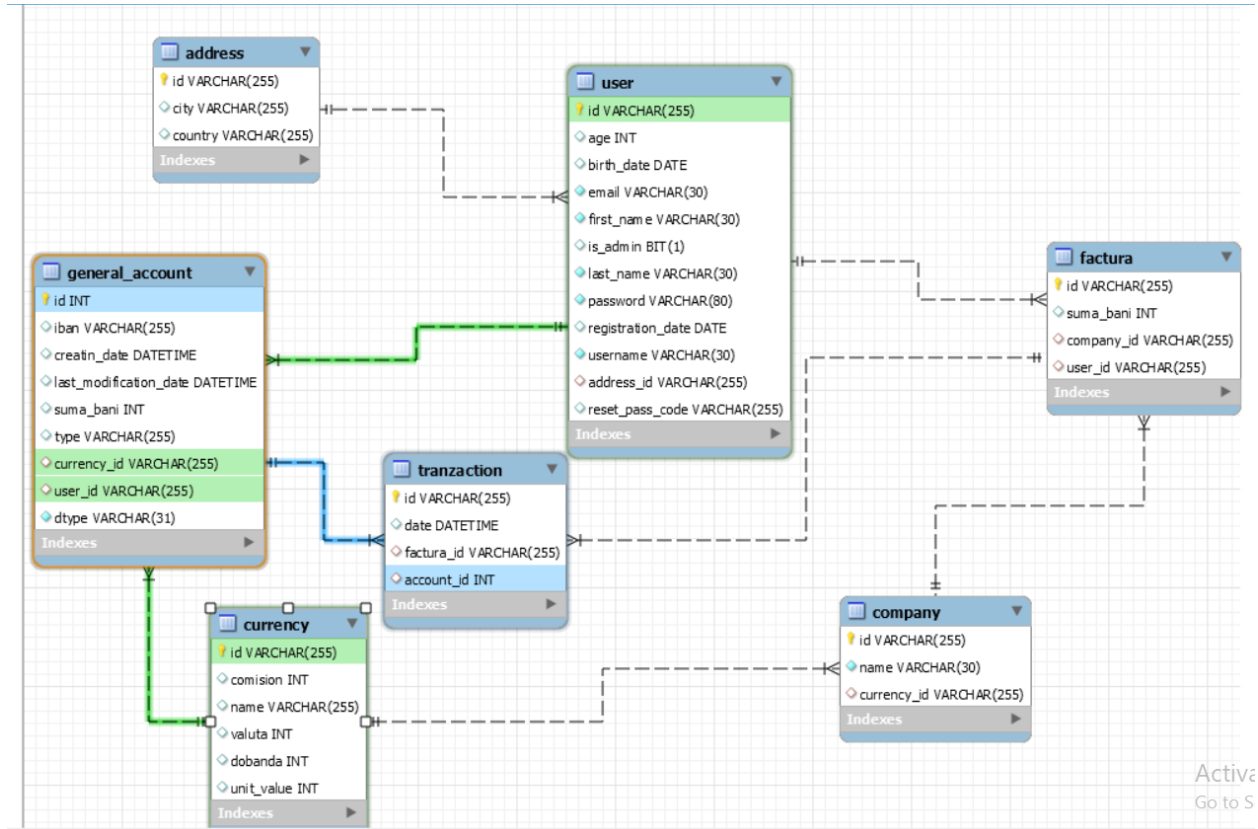 address
id VARCHAR(255)
city VARCHAR(255)
country VARCHAR(255)
Indexes
user
id VARCHAR(255)
age INT
birth_date DATE
email VARCHAR(30)
first_name VARCHAR(30)
is_admin BIT(1)
last_name VARCHAR(30)
password VARCHAR(80)
registration_date DATE
username VARCHAR(30)
address_id VARCHAR(255)
reset_pass_code VARCHAR(255)
Indexes
general_account
id INT
iban VARCHAR(255)
creatin_date DATETIME
last_modification_date DATETIME
suma_bani INT
type VARCHAR(255)
currency_id VARCHAR(255)
user_id VARCHAR(255)
dtype VARCHAR(31)
Indexes
factura
id VARCHAR(255)
suma_bani INT
company_id VARCHAR(255)
user_id VARCHAR(255)
Indexes
tranzaction
id VARCHAR(255)
date DATETIME
factura_id VARCHAR(255)
account_id INT
Indexes
currency
id VARCHAR(255)
comision INT
name VARCHAR(255)
valuta INT
dobanda INT
unit_value INT
Indexes
company
id VARCHAR(255)
name VARCHAR(30)
currency_id VARCHAR(255)
Indexes
Activa
Go to S